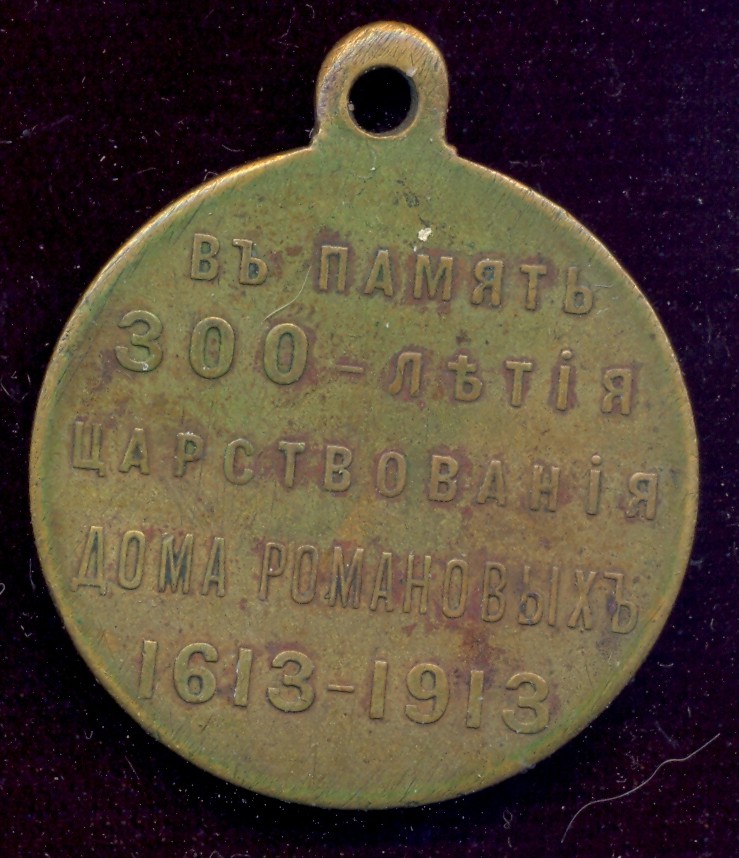 ВЪ ПАМЯТЬ
300-ЛѢТІЯ
ЦАРСТВОВАНІЯ
ДОМА РОМАНОВЫХЪ
1613-1913